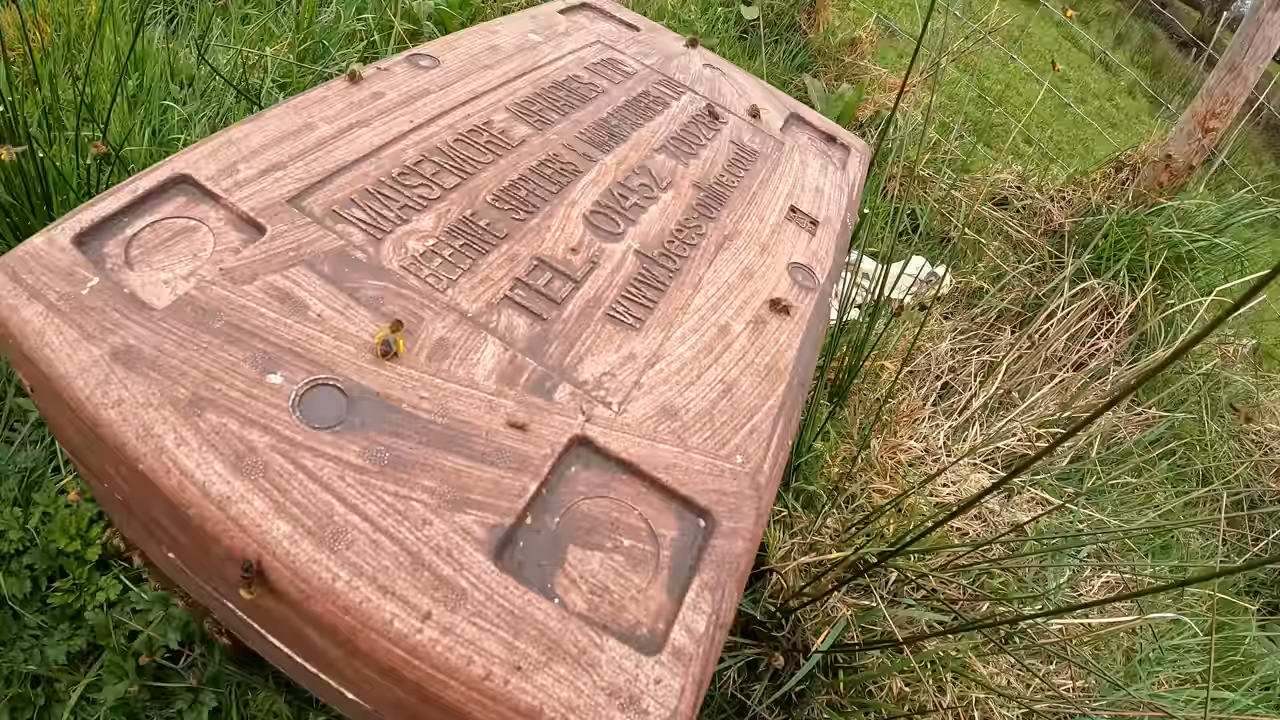 MAISEMORE APIARIES LTD
BEEHIVE SUPPLIERS & MANUFACTURERS
TEL: 01452 700289
www.bees-online.co.uk